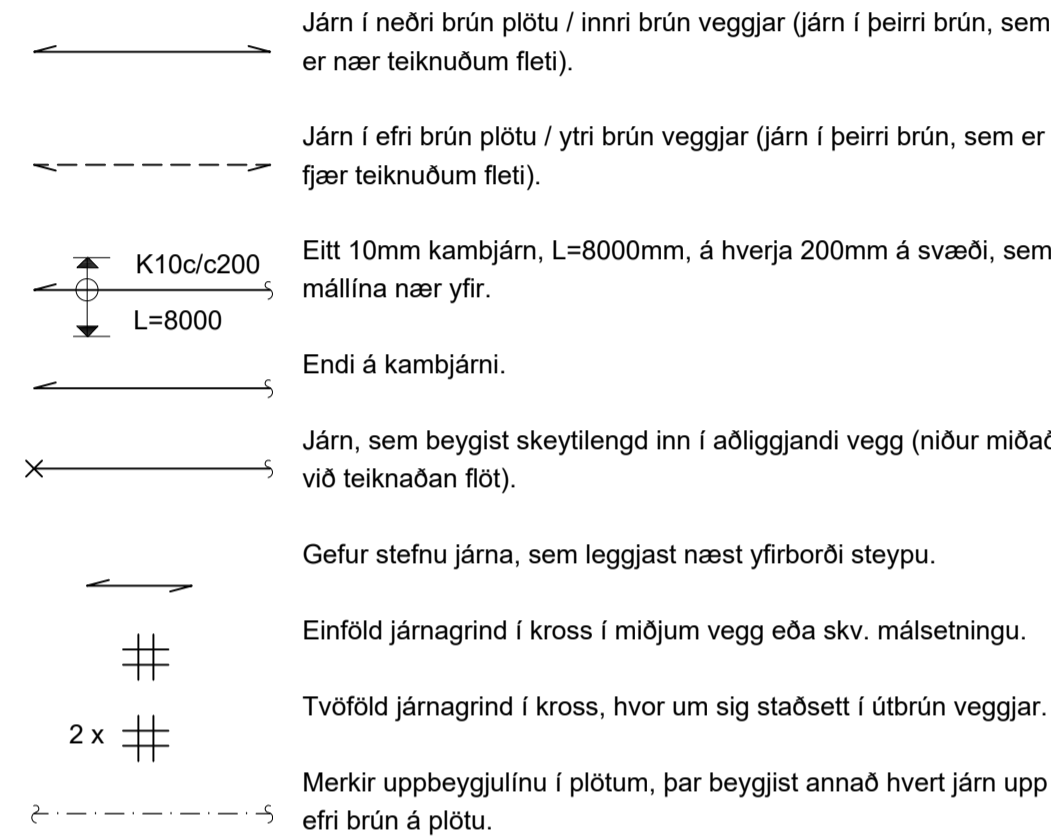 Járn í neðri brún plötu / innri brún veggjar (járn í þeirri brún, sem
er nær teiknuðum fleti).
Járn í efri brún plötu / ytri brún veggjar (járn í þeirri brún, sem er
fjær teiknuðum fleti).
K10c/c200
L=8000
Eitt 10mm kambjárn, L=8000mm, á hverja 200mm á svæði, sem
mállína nær yfir.
Endi á kambjárni.
Járn, sem beygist skeytilengd inn í aðliggjandi vegg (niður miðað
við teiknaðan flöt).
Gefur stefnu járna, sem leggjast næst yfirborði steypu.
Einföld járnagrind í kross í miðjum vegg eða skv. málsetningu.
2 x
Tvöföld járnagrind í kross, hvor um sig staðsett í útbrún veggjar.
Merkir uppbeygjulínu í plötum, þar beygjist annað hvert járn upp
efri brún á plötu.